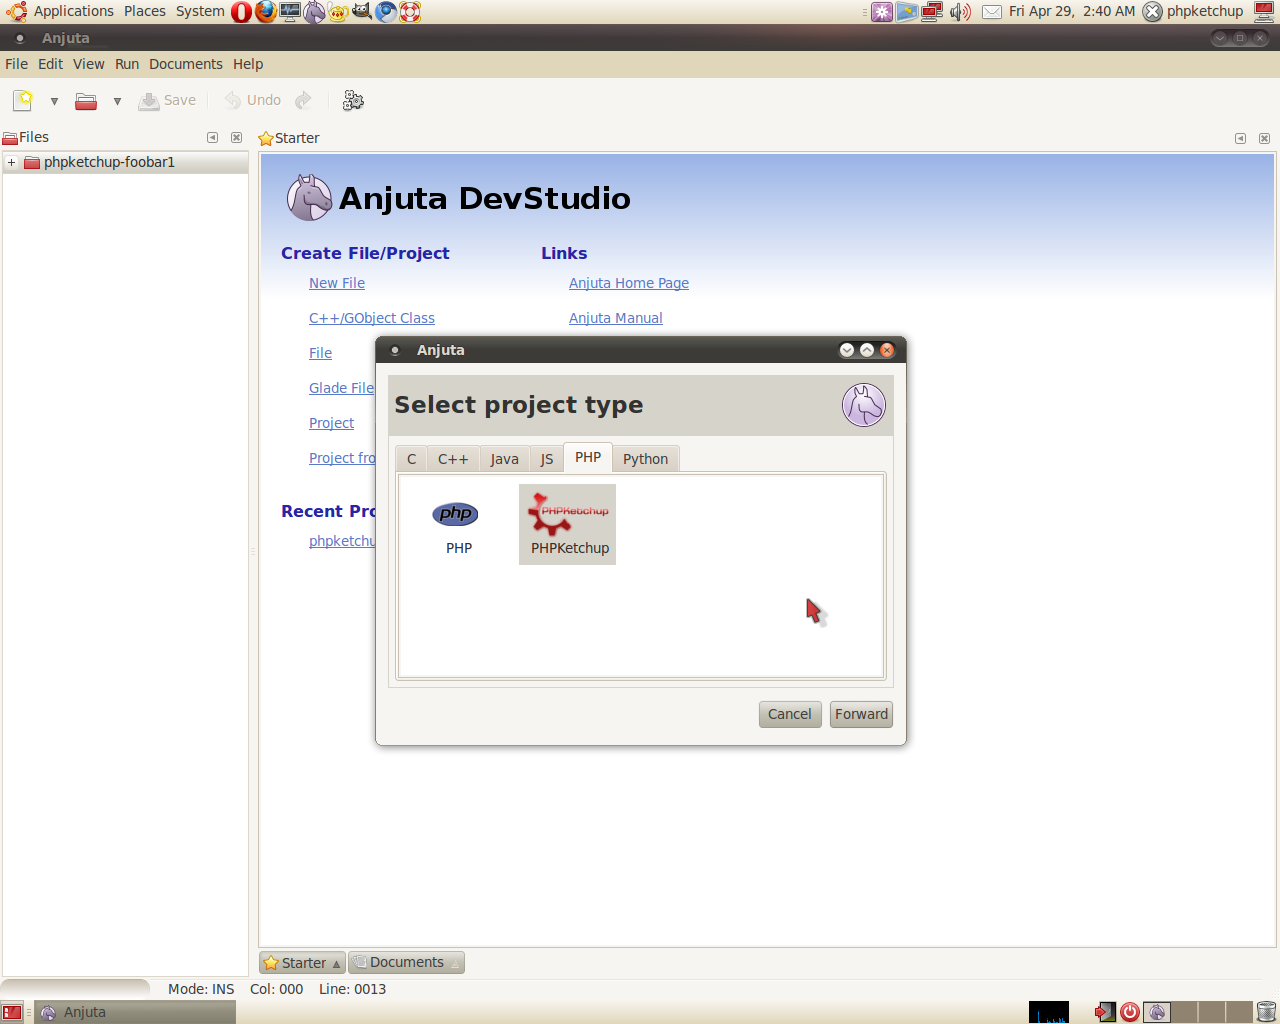 Applications Places System Fri Apr 29, 2:40 AM phpketchup
Anjuta
File Edit View Run Documents Help
Save Undo
Files
Starter
phpketchup-foobar1
Anjuta DevStudio
Create File/Project
Links
New File
Anjuta Home Page
C++/GObject Class
Anjuta Manual
File
Glade File
Project
Project fro
Recent Pro
phpketchu
Anjuta
Select project type
C C++ Java JS PHP Python
php
PHPKetchup
PHP
PHPKetchup
Cancel Forward
Starter Documents
Mode: INS Col: 000 Line: 0013
Anjuta